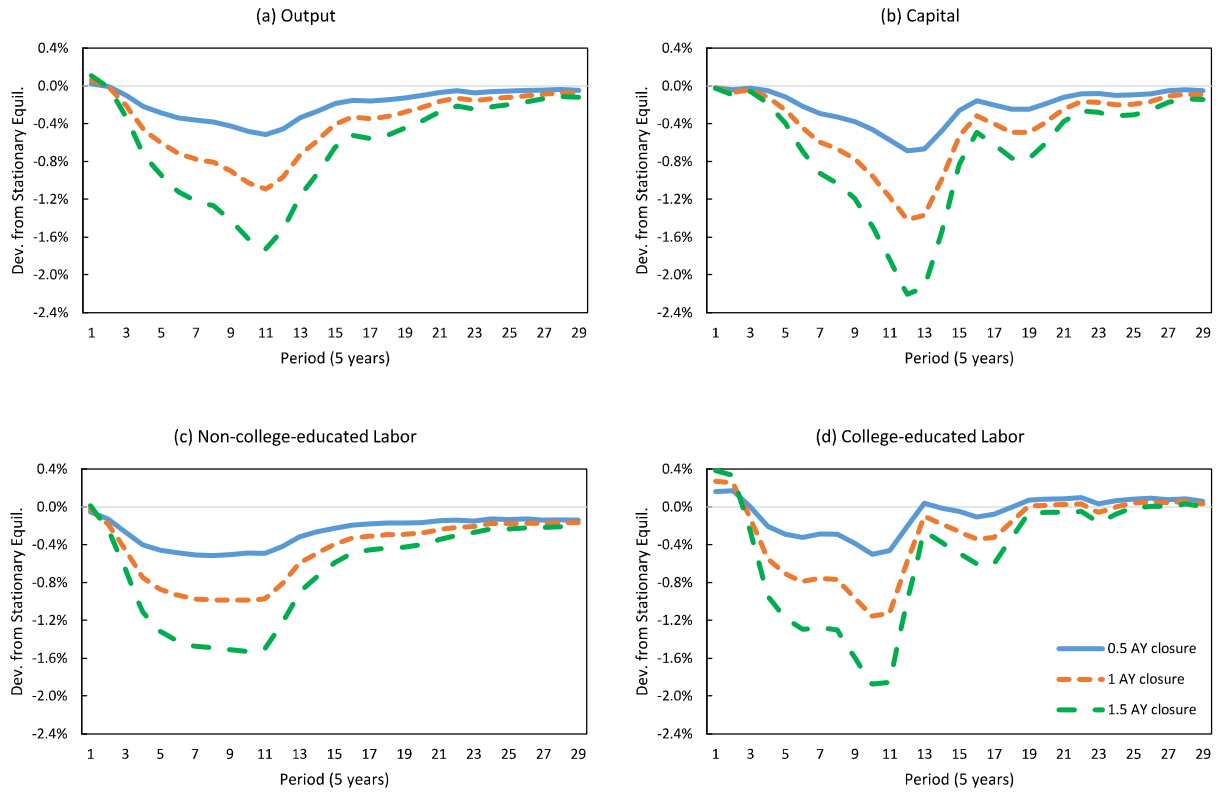 (a) Output
Dev. from Stationary Equil.
0.4%
0.0%
-0.4%
-0.8%
-1.2%
-1.6%
-2.0%
-2.4%
1 3 5 7 9 11 13 15 17 19 21 23 25 27 29
Period (5 years)
(b) Capital
Dev. from Stationary Equil.
0.4%
0.0%
-0.4%
-0.8%
-1.2%
-1.6%
-2.0%
-2.4%
1 3 5 7 9 11 13 15 17 19 21 23 25 27 29
Period (5 years)
(c) Non-college-educated Labor
Dev. from Stationary Equil.
0.4%
0.0%
-0.4%
-0.8%
-1.2%
-1.6%
-2.0%
-2.4%
1 3 5 7 9 11 13 15 17 19 21 23 25 27 29
Period (5 years)
(d) College-educated Labor
Dev. from Stationary Equil.
0.4%
0.0%
-0.4%
-0.8%
-1.2%
-1.6%
-2.0%
-2.4%
0.5 AY closure
1 AY closure
1.5 AY closure
1 3 5 7 9 11 13 15 17 19 21 23 25 27 29
Period (5 years)